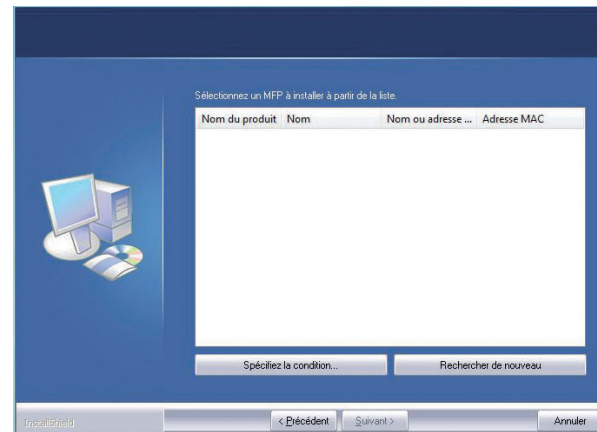 Sélectionnez un MFP à installer à partir de la liste.
Nom du produit Nom Nom ou adresse ... Adresse MAC
Spécifiez la condition... Rechercher de nouveau
InstallShield < Précédent Suivant > Annuler